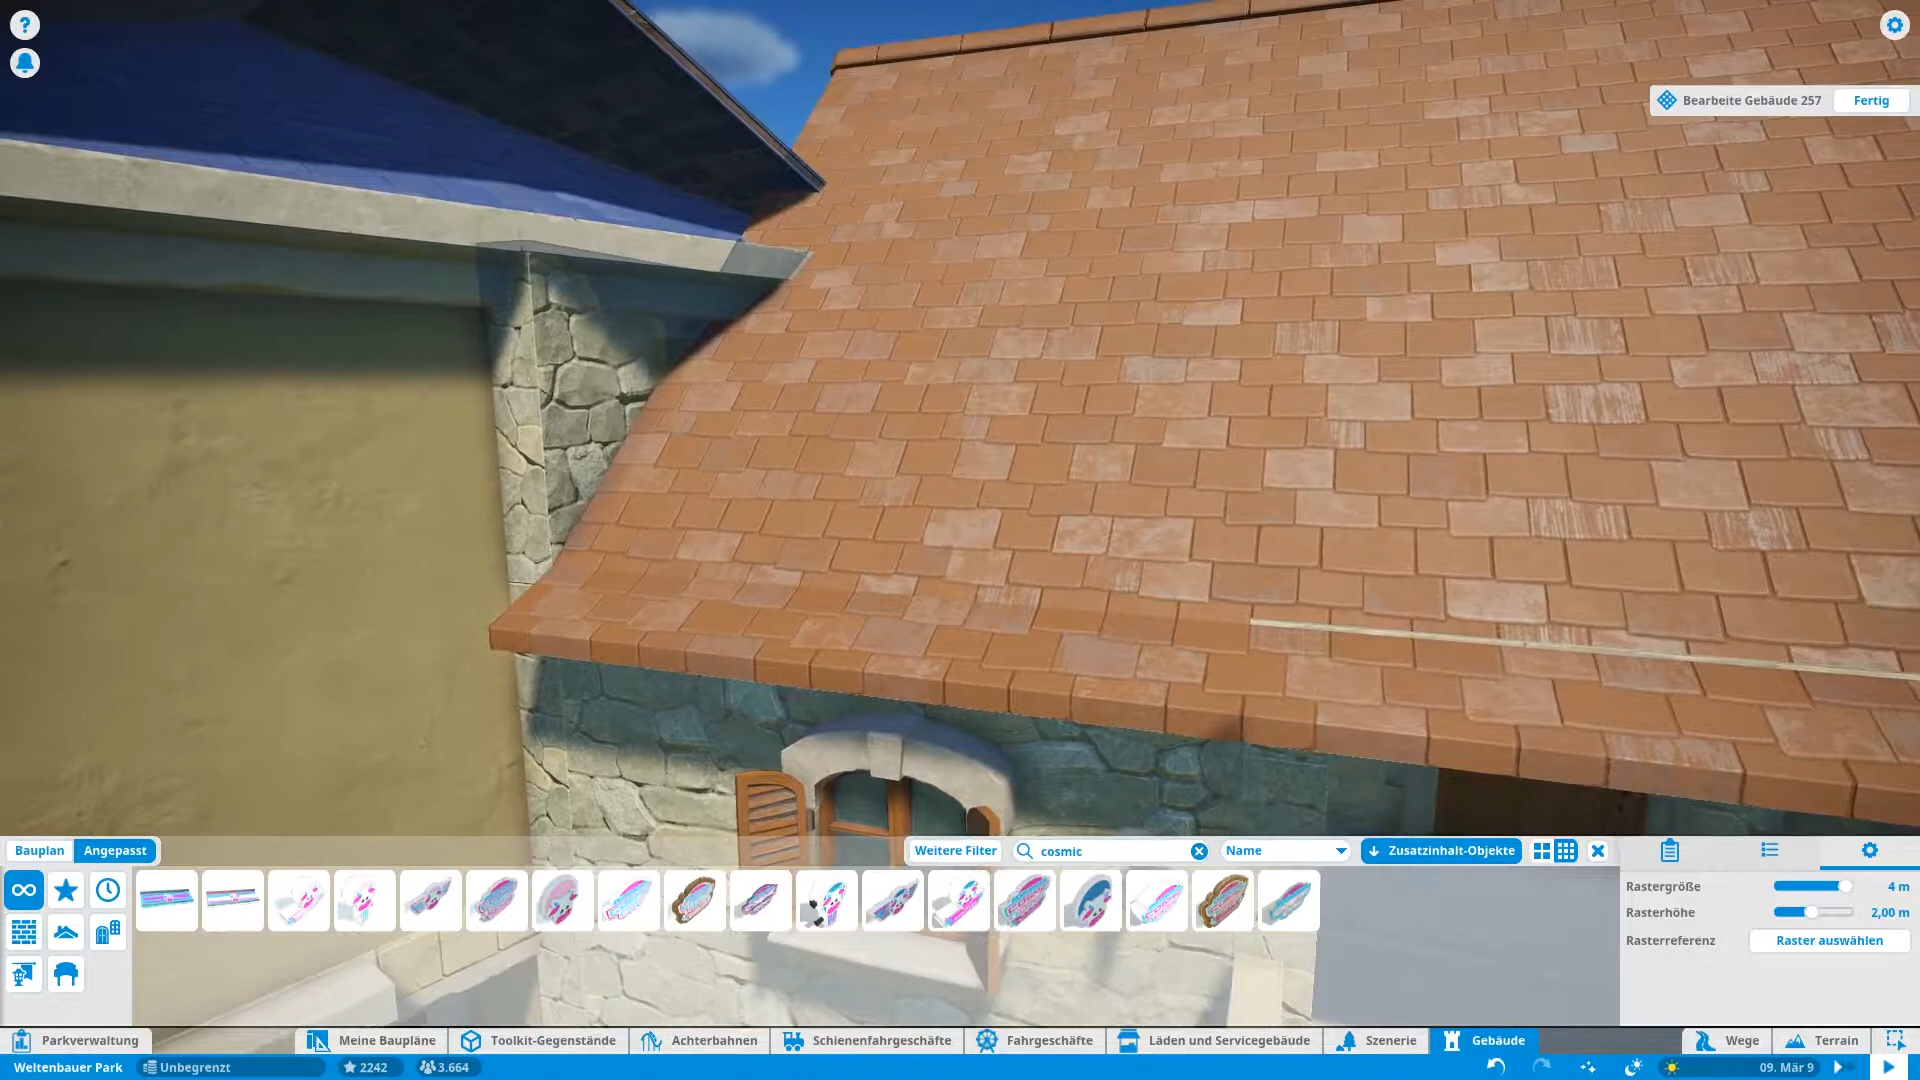 ?
Bearbeite Gebäude 257
Fertig
Bauplan
Angepasst
Weitere Filter
cosmic
Name
Zusatzinhalt-Objekte
Rastergröße
4 m
Rasterhöhe
2,00 m
Rasterreferenz
Raster auswählen
Parkverwaltung
Meine Baupläne
Toolkit-Gegenstände
Achterbahnen
Schienenfahrgeschäfte
Fahrgeschäfte
Läden und Servicegebäude
Szenerie
Gebäude
Wege
Terrain
Weltenbauer Park
Unbegrenzt
2242
3.664
09. Mär 9